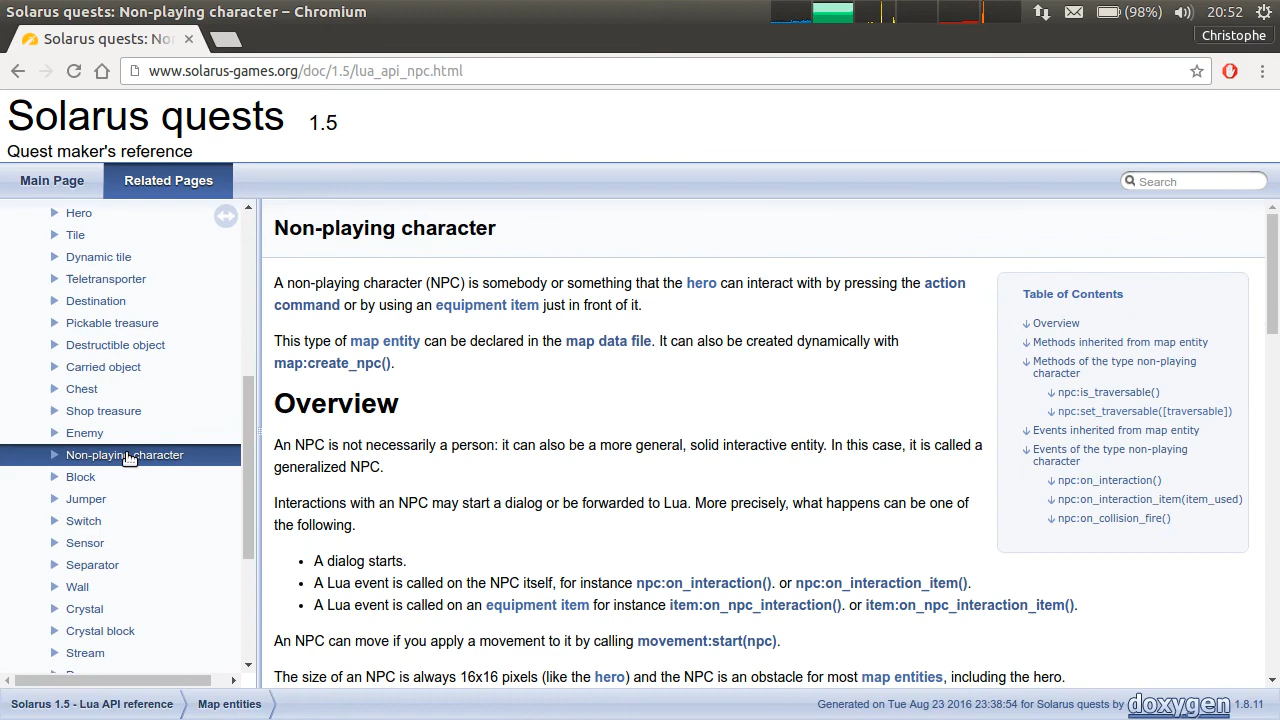 Solarus quests: Non-playing character – Chromium
(98%)
20:52
Solarus quests: Non
Christophe
www.solarus-games.org/doc/1.5/lua_api_npc.html
Solarus quests 1.5
Quest maker's reference
Main Page
Related Pages
Search
Hero
Tile
Dynamic tile
Teletransporter
Destination
Pickable treasure
Destructible object
Carried object
Chest
Shop treasure
Enemy
Non-playing character
Block
Jumper
Switch
Sensor
Separator
Wall
Crystal
Crystal block
Stream
Non-playing character
A non-playing character (NPC) is somebody or something that the hero can interact with by pressing the action
command or by using an equipment item just in front of it.
This type of map entity can be declared in the map data file. It can also be created dynamically with
map:create_npc().
Overview
An NPC is not necessarily a person: it can also be a more general, solid interactive entity. In this case, it is called a
generalized NPC.
Interactions with an NPC may start a dialog or be forwarded to Lua. More precisely, what happens can be one of
the following.
• A dialog starts.
• A Lua event is called on the NPC itself, for instance npc:on_interaction(). or npc:on_interaction_item().
• A Lua event is called on an equipment item for instance item:on_npc_interaction(). or item:on_npc_interaction_item().
An NPC can move if you apply a movement to it by calling movement:start(npc).
The size of an NPC is always 16x16 pixels (like the hero) and the NPC is an obstacle for most map entities, including the hero.
Table of Contents
↓ Overview
↓ Methods inherited from map entity
↓ Methods of the type non-playing
character
↓ npc:is_traversable()
↓ npc:set_traversable([traversable])
↓ Events inherited from map entity
↓ Events of the type non-playing
character
↓ npc:on_interaction()
↓ npc:on_interaction_item(item_used)
↓ npc:on_collision_fire()
Solarus 1.5 - Lua API reference
Map entities
Generated on Tue Aug 23 2016 23:38:54 for Solarus quests by doxygen 1.8.11